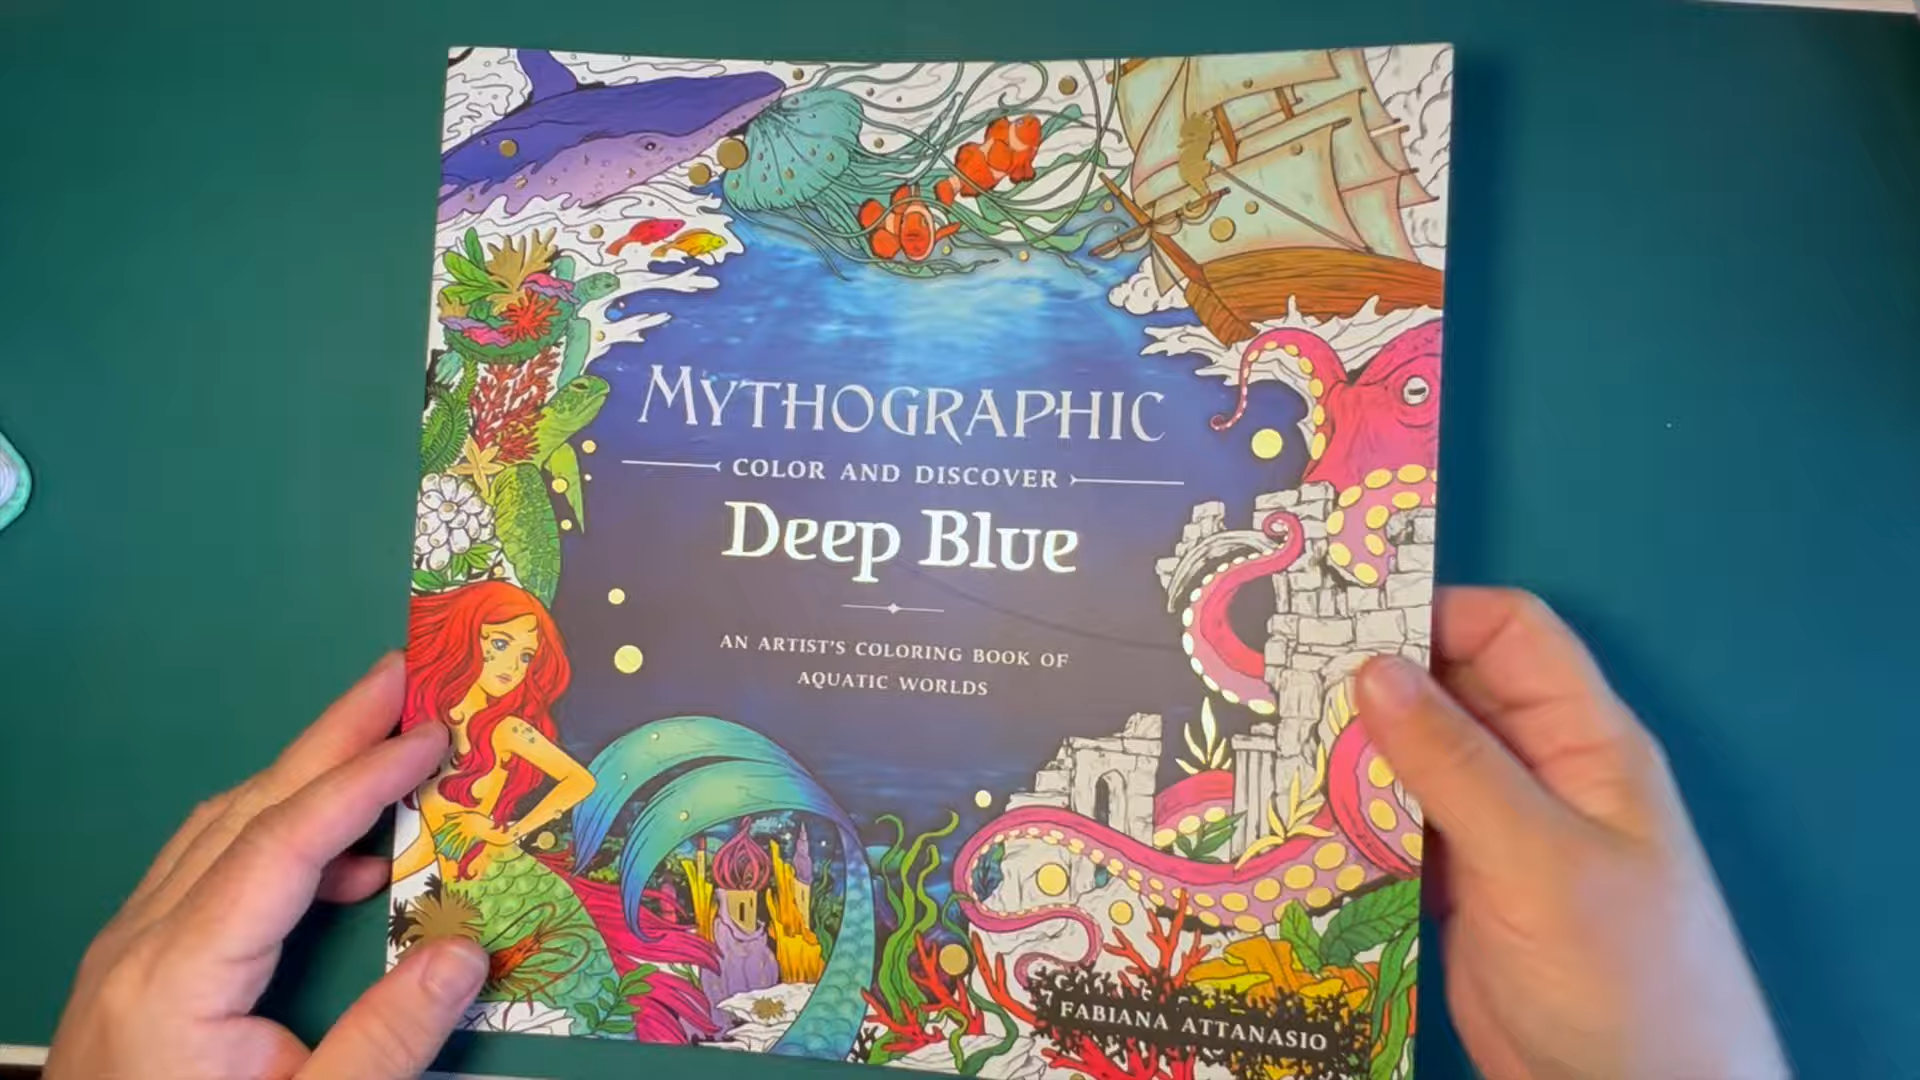 MYTHOGRAPHIC
COLOR AND DISCOVER
Deep Blue
AN ARTIST'S COLORING BOOK OF
AQUATIC WORLDS
FABIANA ATTANASIO